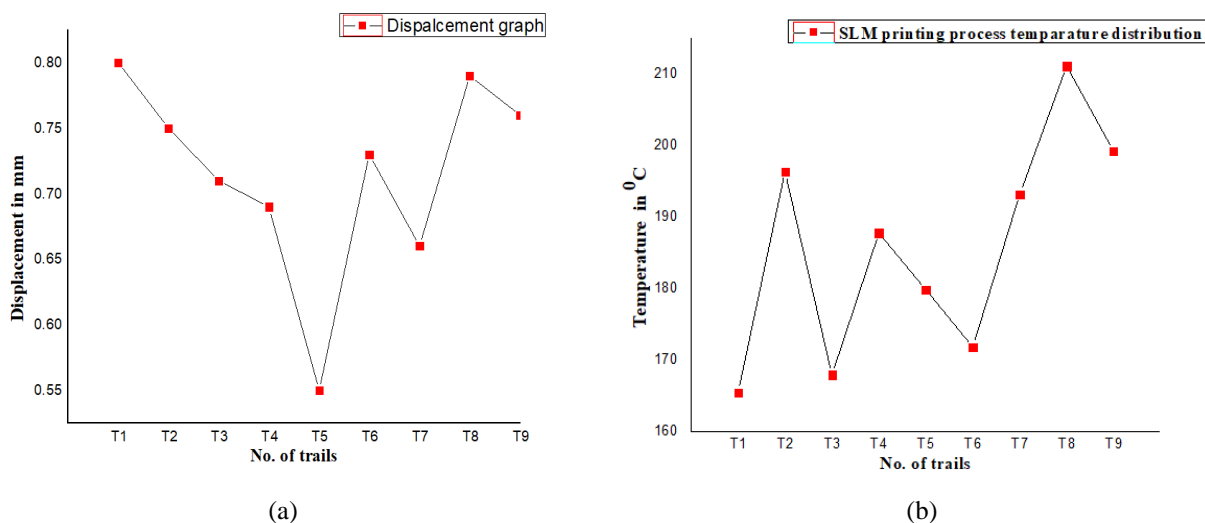 Dispalcement graph
0.80
0.75
0.70
0.65
0.60
0.55
Displacement in mm
T1 T2 T3 T4 T5 T6 T7 T8 T9
No. of trails
(a)
SLM printing process temparature distribution
210
200
190
180
170
160
Temperature in ⁰C
T1 T2 T3 T4 T5 T6 T7 T8 T9
No. of trails
(b)